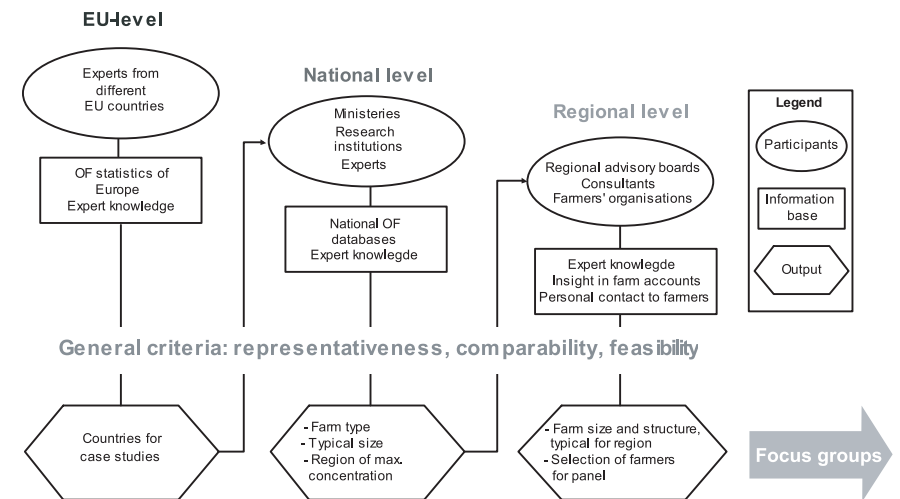 EU-level
Experts from
different
EU countries
OF statistics of
Europe
Expert knowledge
National level
Ministeries
Research
institutions
Experts
National OF
databases
Expert knowlegde
Regional level
Regional advisory boards
Consultants
Farmers' organisations
Expert knowlegde
Insight in farm accounts
Personal contact to farmers
Legend
Participants
Information
base
Output
General criteria: representativeness, comparability, feasibility
Countries for
case studies
- Farm type
- Typical size
- Region of max.
concentration
- Farm size and structure,
typical for region
- Selection of farmers
for panel
Focus groups